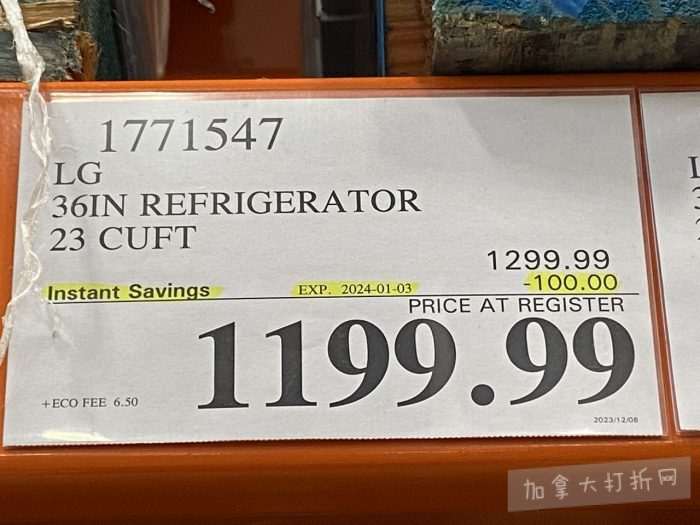 1771547
LG
36IN REFRIGERATOR
23 CUFT
1299.99
Instant Savings EXP. 2024-01-03 -100.00
PRICE AT REGISTER
1199.99
+ECO FEE 6.50
2023/12/08
加拿大打折网